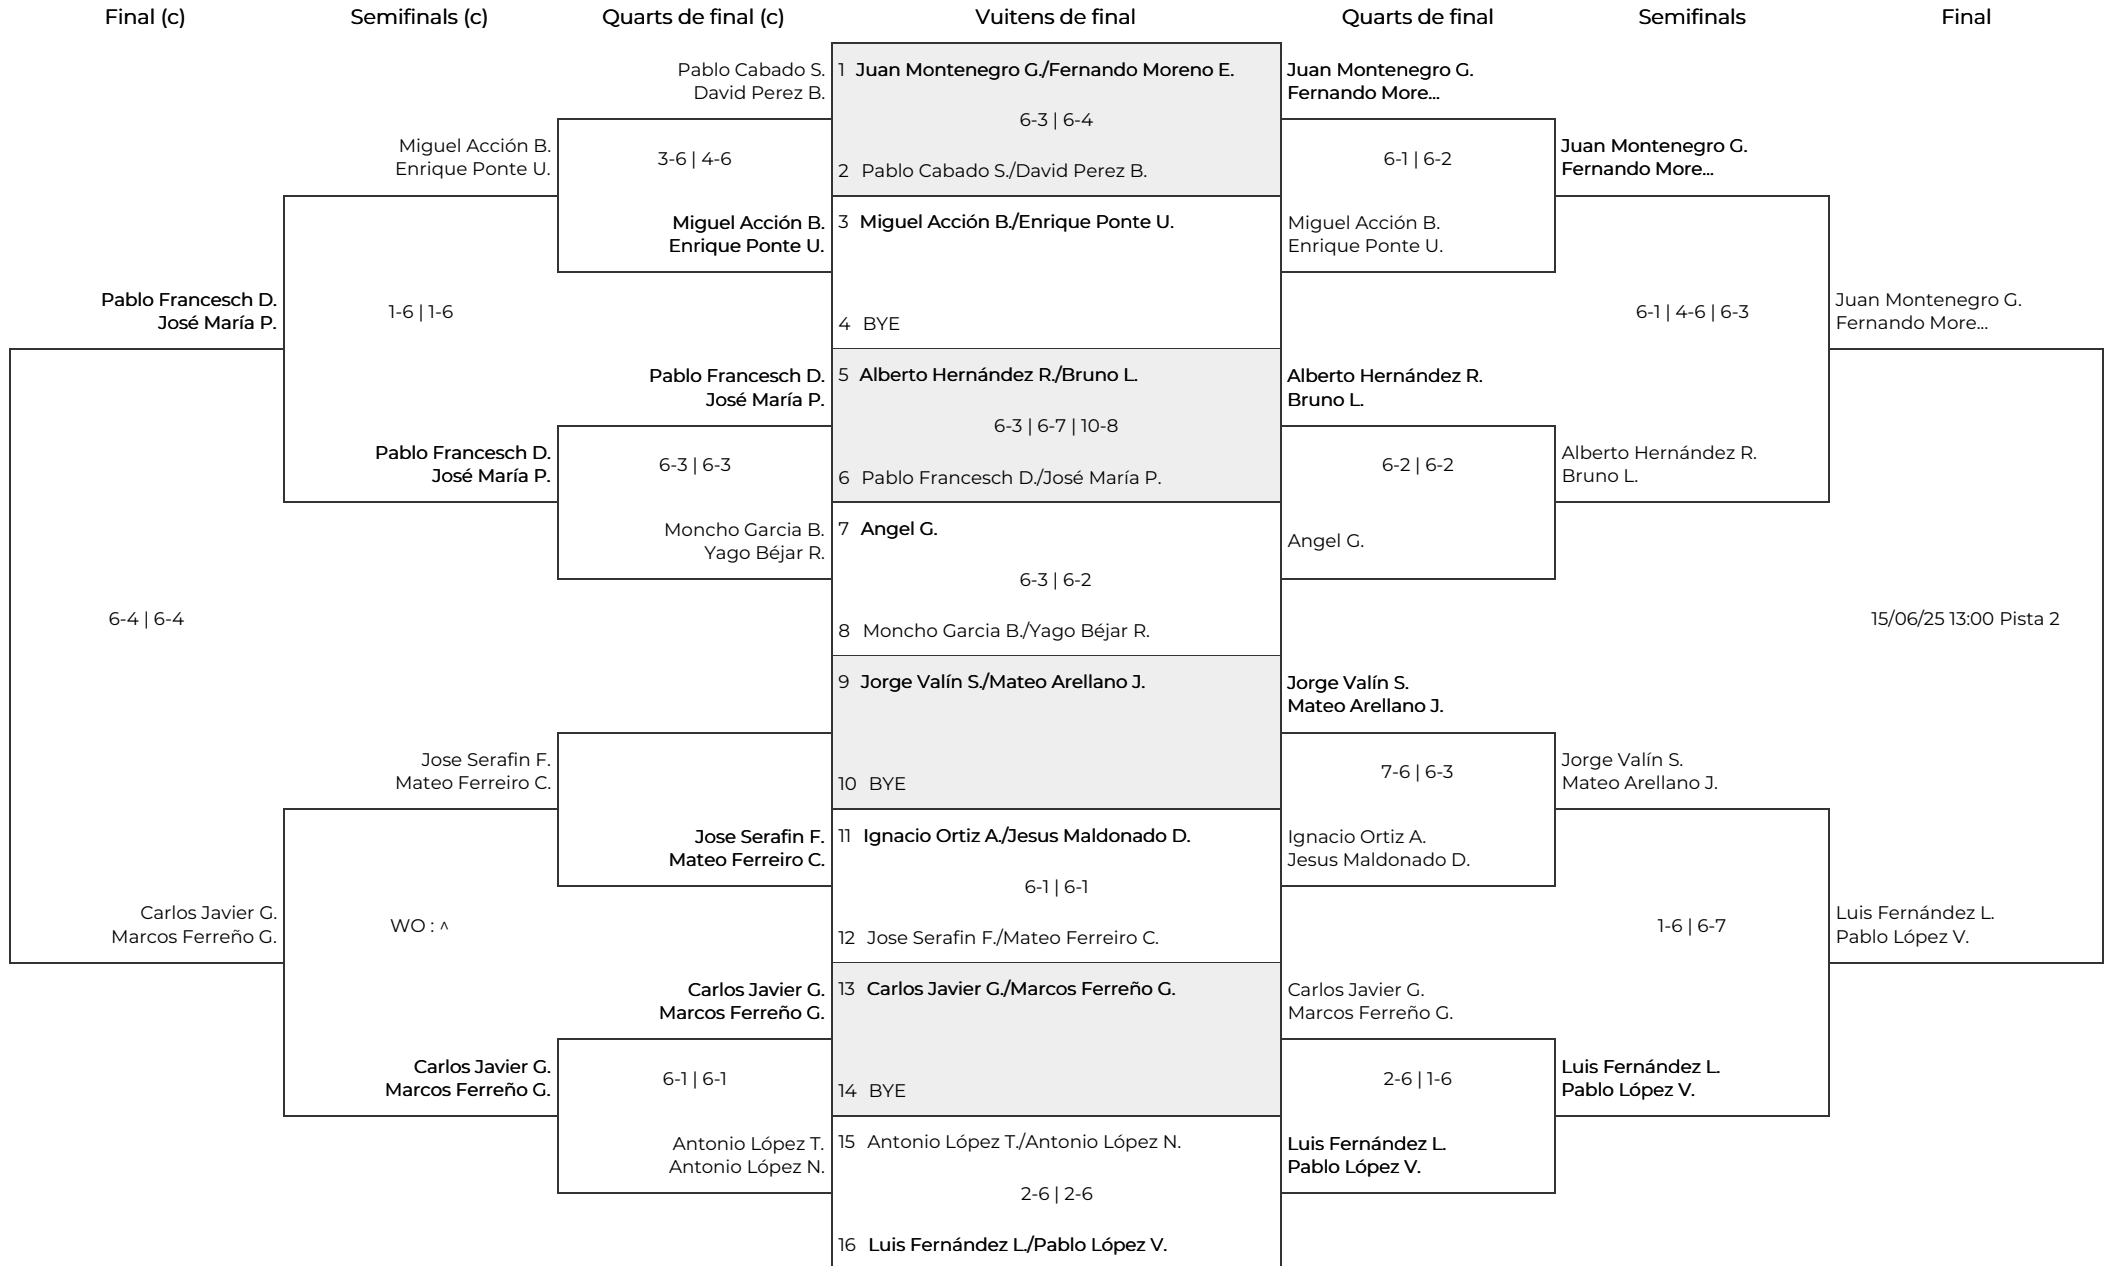 Final (c)
Semifinals (c)
Quarts de final (c)
Vuitens de final
Quarts de final
Semifinals
Final
Pablo Francesch D.
José María P.
6-4 | 6-4
Carlos Javier G.
Marcos Ferreño G.
Miguel Acción B.
Enrique Ponte U.
1-6 | 1-6
Pablo Francesch D.
José María P.
Jose Serafin F.
Mateo Ferreiro C.
WO : ^
Carlos Javier G.
Marcos Ferreño G.
Pablo Cabado S.
David Perez B.
3-6 | 4-6
Miguel Acción B.
Enrique Ponte U.
Pablo Francesch D.
José María P.
6-3 | 6-3
Moncho Garcia B.
Yago Béjar R.
Jose Serafin F.
Mateo Ferreiro C.
Carlos Javier G.
Marcos Ferreño G.
6-1 | 6-1
Antonio López T.
Antonio López N.
1 Juan Montenegro G./Fernando Moreno E.
6-3 | 6-4
2 Pablo Cabado S./David Perez B.
3 Miguel Acción B./Enrique Ponte U.
4 BYE
5 Alberto Hernández R./Bruno L.
6-3 | 6-7 | 10-8
6 Pablo Francesch D./José María P.
7 Angel G.
6-3 | 6-2
8 Moncho Garcia B./Yago Béjar R.
9 Jorge Valín S./Mateo Arellano J.
10 BYE
11 Ignacio Ortiz A./Jesus Maldonado D.
6-1 | 6-1
12 Jose Serafin F./Mateo Ferreiro C.
13 Carlos Javier G./Marcos Ferreño G.
14 BYE
15 Antonio López T./Antonio López N.
2-6 | 2-6
16 Luis Fernández L./Pablo López V.
Juan Montenegro G.
Fernando More...
6-1 | 6-2
Miguel Acción B.
Enrique Ponte U.
Alberto Hernández R.
Bruno L.
6-2 | 6-2
Angel G.
Jorge Valín S.
Mateo Arellano J.
7-6 | 6-3
Ignacio Ortiz A.
Jesus Maldonado D.
Carlos Javier G.
Marcos Ferreño G.
2-6 | 1-6
Luis Fernández L.
Pablo López V.
Juan Montenegro G.
Fernando More...
6-1 | 4-6 | 6-3
Alberto Hernández R.
Bruno L.
Jorge Valín S.
Mateo Arellano J.
1-6 | 6-7
Luis Fernández L.
Pablo López V.
Juan Montenegro G.
Fernando More...
15/06/25 13:00 Pista 2
Luis Fernández L.
Pablo López V.